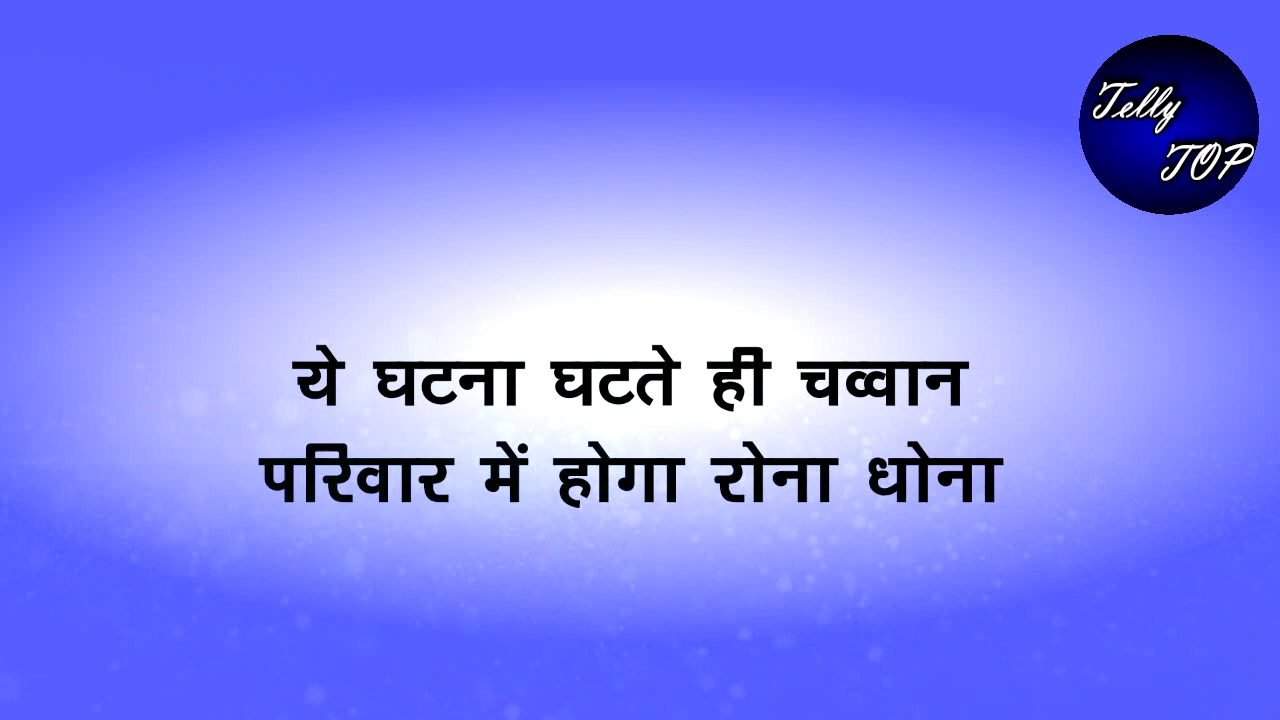 Telly
TOP
ये घटना घटते ही चव्वान
परिवार में होगा रोना धोना